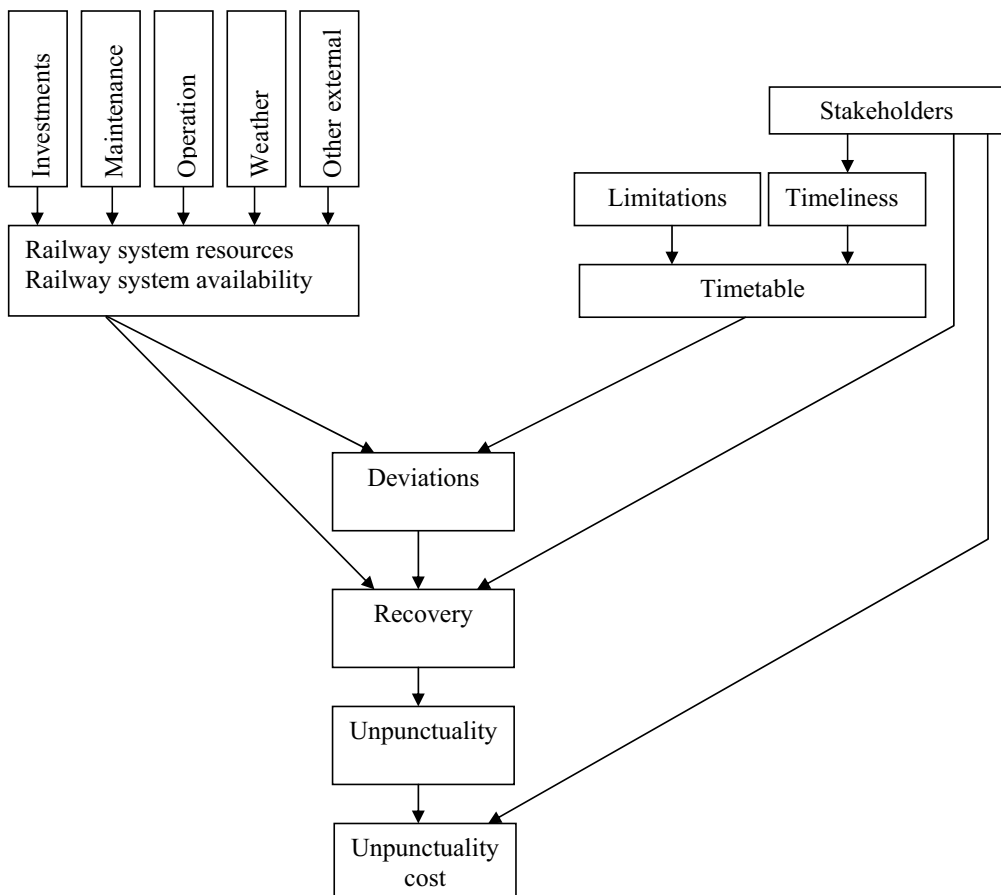 Investments
Maintenance
Operation
Weather
Other external
Stakeholders
Limitations
Timeliness
Railway system resources
Railway system availability
Timetable
Deviations
Recovery
Unpunctuality
Unpunctuality
cost